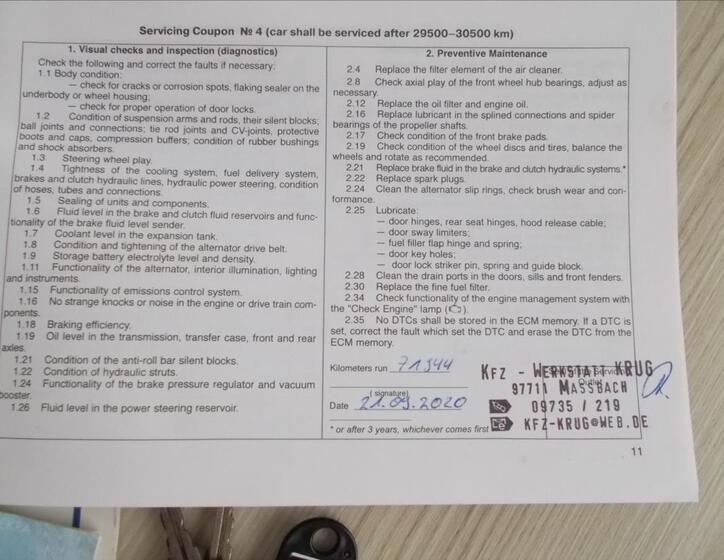 Servicing Coupon № 4 (car shall be serviced after 29500–30500 km)
1. Visual checks and inspection (diagnostics)
Check the following and correct the faults if necessary:
1.1 Body condition:
— check for cracks or corrosion spots, flaking sealer on the
underbody or wheel housing;
— check for proper operation of door locks.
1.2 Condition of suspension arms and rods, their silent blocks;
ball joints and connections; tie rod joints and CV-joints, protective
boots and caps, compression buffers; condition of rubber bushings
and shock absorbers.
1.3 Steering wheel play.
1.4 Tightness of the cooling system, fuel delivery system,
brakes and clutch hydraulic lines, hydraulic power steering, condition
of hoses, tubes and connections.
1.5 Sealing of units and components.
1.6 Fluid level in the brake and clutch fluid reservoirs and func-
tionality of the brake fluid level sender.
1.7 Coolant level in the expansion tank.
1.8 Condition and tightening of the alternator drive belt.
1.9 Storage battery electrolyte level and density.
1.11 Functionality of the alternator, interior illumination, lighting
and instruments.
1.15 Functionality of emissions control system.
1.16 No strange knocks or noise in the engine or drive train com-
ponents.
1.18 Braking efficiency.
1.19 Oil level in the transmission, transfer case, front and rear
axles.
1.21 Condition of the anti-roll bar silent blocks.
1.22 Condition of hydraulic struts.
1.24 Functionality of the brake pressure regulator and vacuum
booster.
1.26 Fluid level in the power steering reservoir.
2. Preventive Maintenance
2.4 Replace the filter element of the air cleaner.
2.8 Check axial play of the front wheel hub bearings, adjust as
necessary.
2.12 Replace the oil filter and engine oil.
2.16 Replace lubricant in the splined connections and spider
bearings of the propeller shafts.
2.17 Check condition of the front brake pads.
2.19 Check condition of the wheel discs and tires, balance the
wheels and rotate as recommended.
2.21 Replace brake fluid in the brake and clutch hydraulic systems.*
2.22 Replace spark plugs.
2.24 Clean the alternator slip rings, check brush wear and con-
formance.
2.25 Lubricate:
— door hinges, rear seat hinges, hood release cable;
— door sway limiters;
— fuel filler flap hinge and spring;
— door key holes;
— door lock striker pin, spring and guide block.
2.28 Clean the drain ports in the doors, sills and front fenders.
2.30 Replace the fine fuel filter.
2.34 Check functionality of the engine management system with
the "Check Engine" lamp ( ).
2.35 No DTCs shall be stored in the ECM memory. If a DTC is
set, correct the fault which set the DTC and erase the DTC from the
ECM memory.
Kilometers run 71944
(signature)
Date 21.09.2020
KFZ - WERKSTATT KRUG
97711 MASSBACH
09735 / 219
KFZ-KRUG@WEB.DE
* or after 3 years, whichever comes first
11